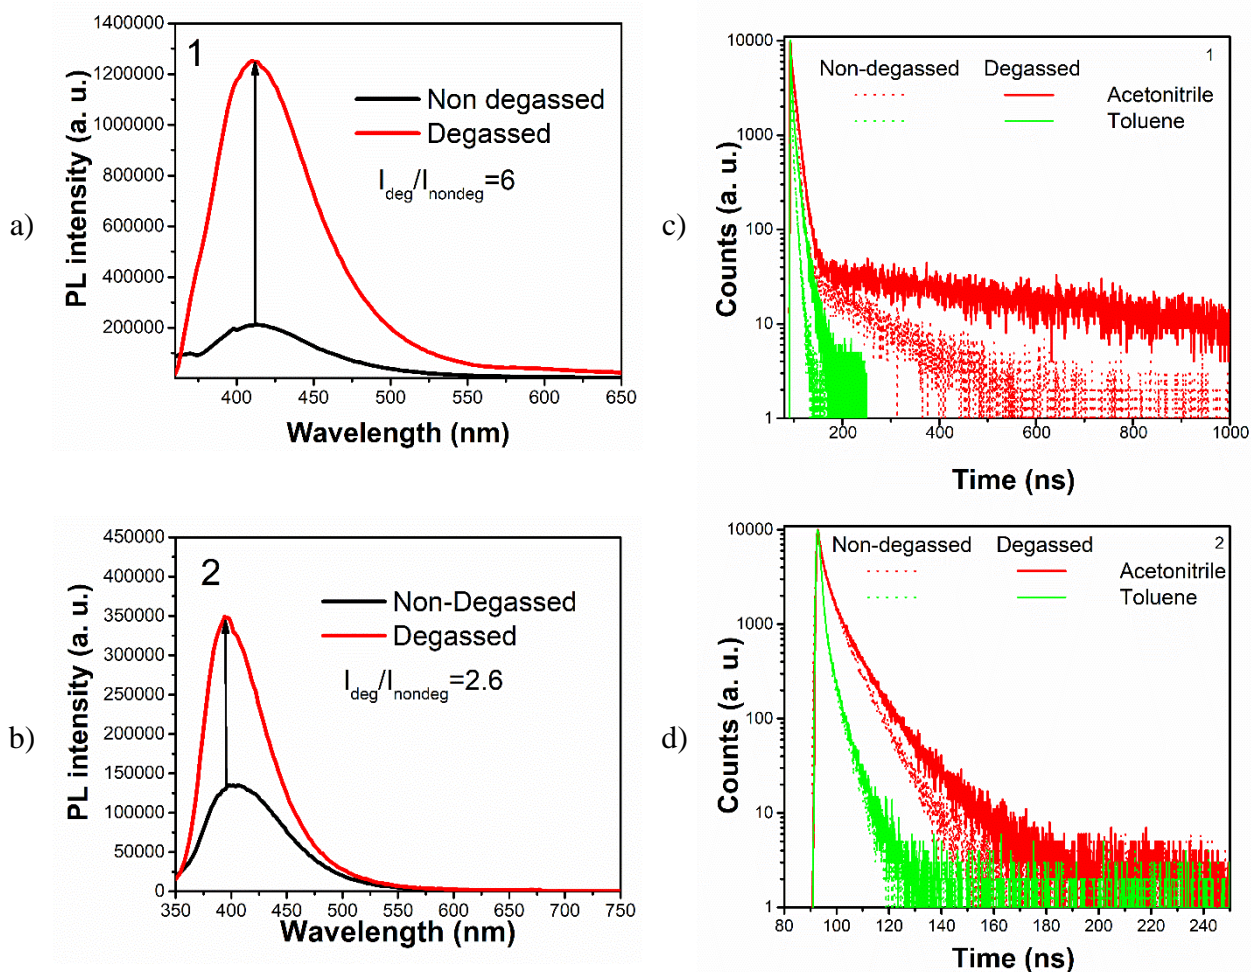 a)
1
1400000
1200000
1000000
800000
600000
400000
200000
PL intensity (a. u.)
Non degassed
Degassed
I_deg/I_nondeg=6
400 450 500 550 600 650
Wavelength (nm)
b)
2
450000
400000
350000
300000
250000
200000
150000
100000
50000
0
PL intensity (a. u.)
Non-Degassed
Degassed
I_deg/I_nondeg=2.6
350 400 450 500 550 600 650 700 750
Wavelength (nm)
c)
10000
1000
100
10
1
Counts (a. u.)
1
Non-degassed Degassed
Acetonitrile
Toluene
200 400 600 800 1000
Time (ns)
d)
10000
1000
100
10
1
Counts (a. u.)
2
Non-degassed Degassed
Acetonitrile
Toluene
80 100 120 140 160 180 200 220 240
Time (ns)